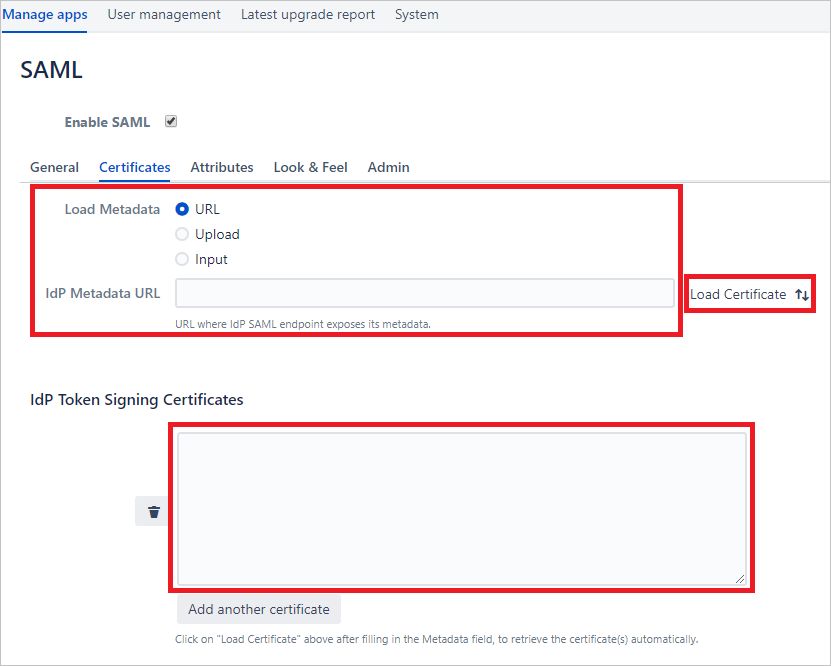 Manage apps User management Latest upgrade report System
SAML
Enable SAML
General Certificates Attributes Look & Feel Admin
Load Metadata URL
Upload
Input
IdP Metadata URL Load Certificate
URL where IdP SAML endpoint exposes its metadata.
IdP Token Signing Certificates
Add another certificate
Click on "Load Certificate" above after filling in the Metadata field, to retrieve the certificate(s) automatically.